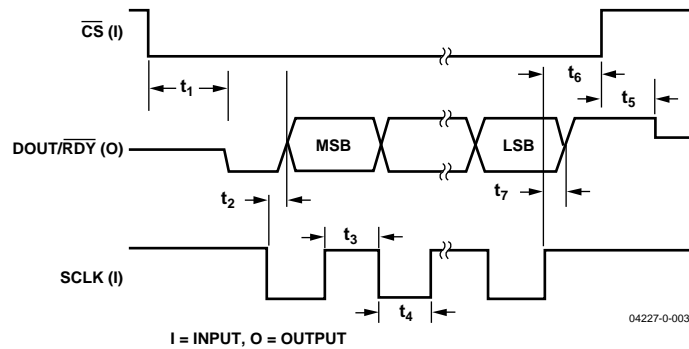 CS (I)
t1
t6
t5
DOUT/RDY (O)
MSB
LSB
t2
t7
t3
SCLK (I)
t4
04227-0-003
I = INPUT, O = OUTPUT